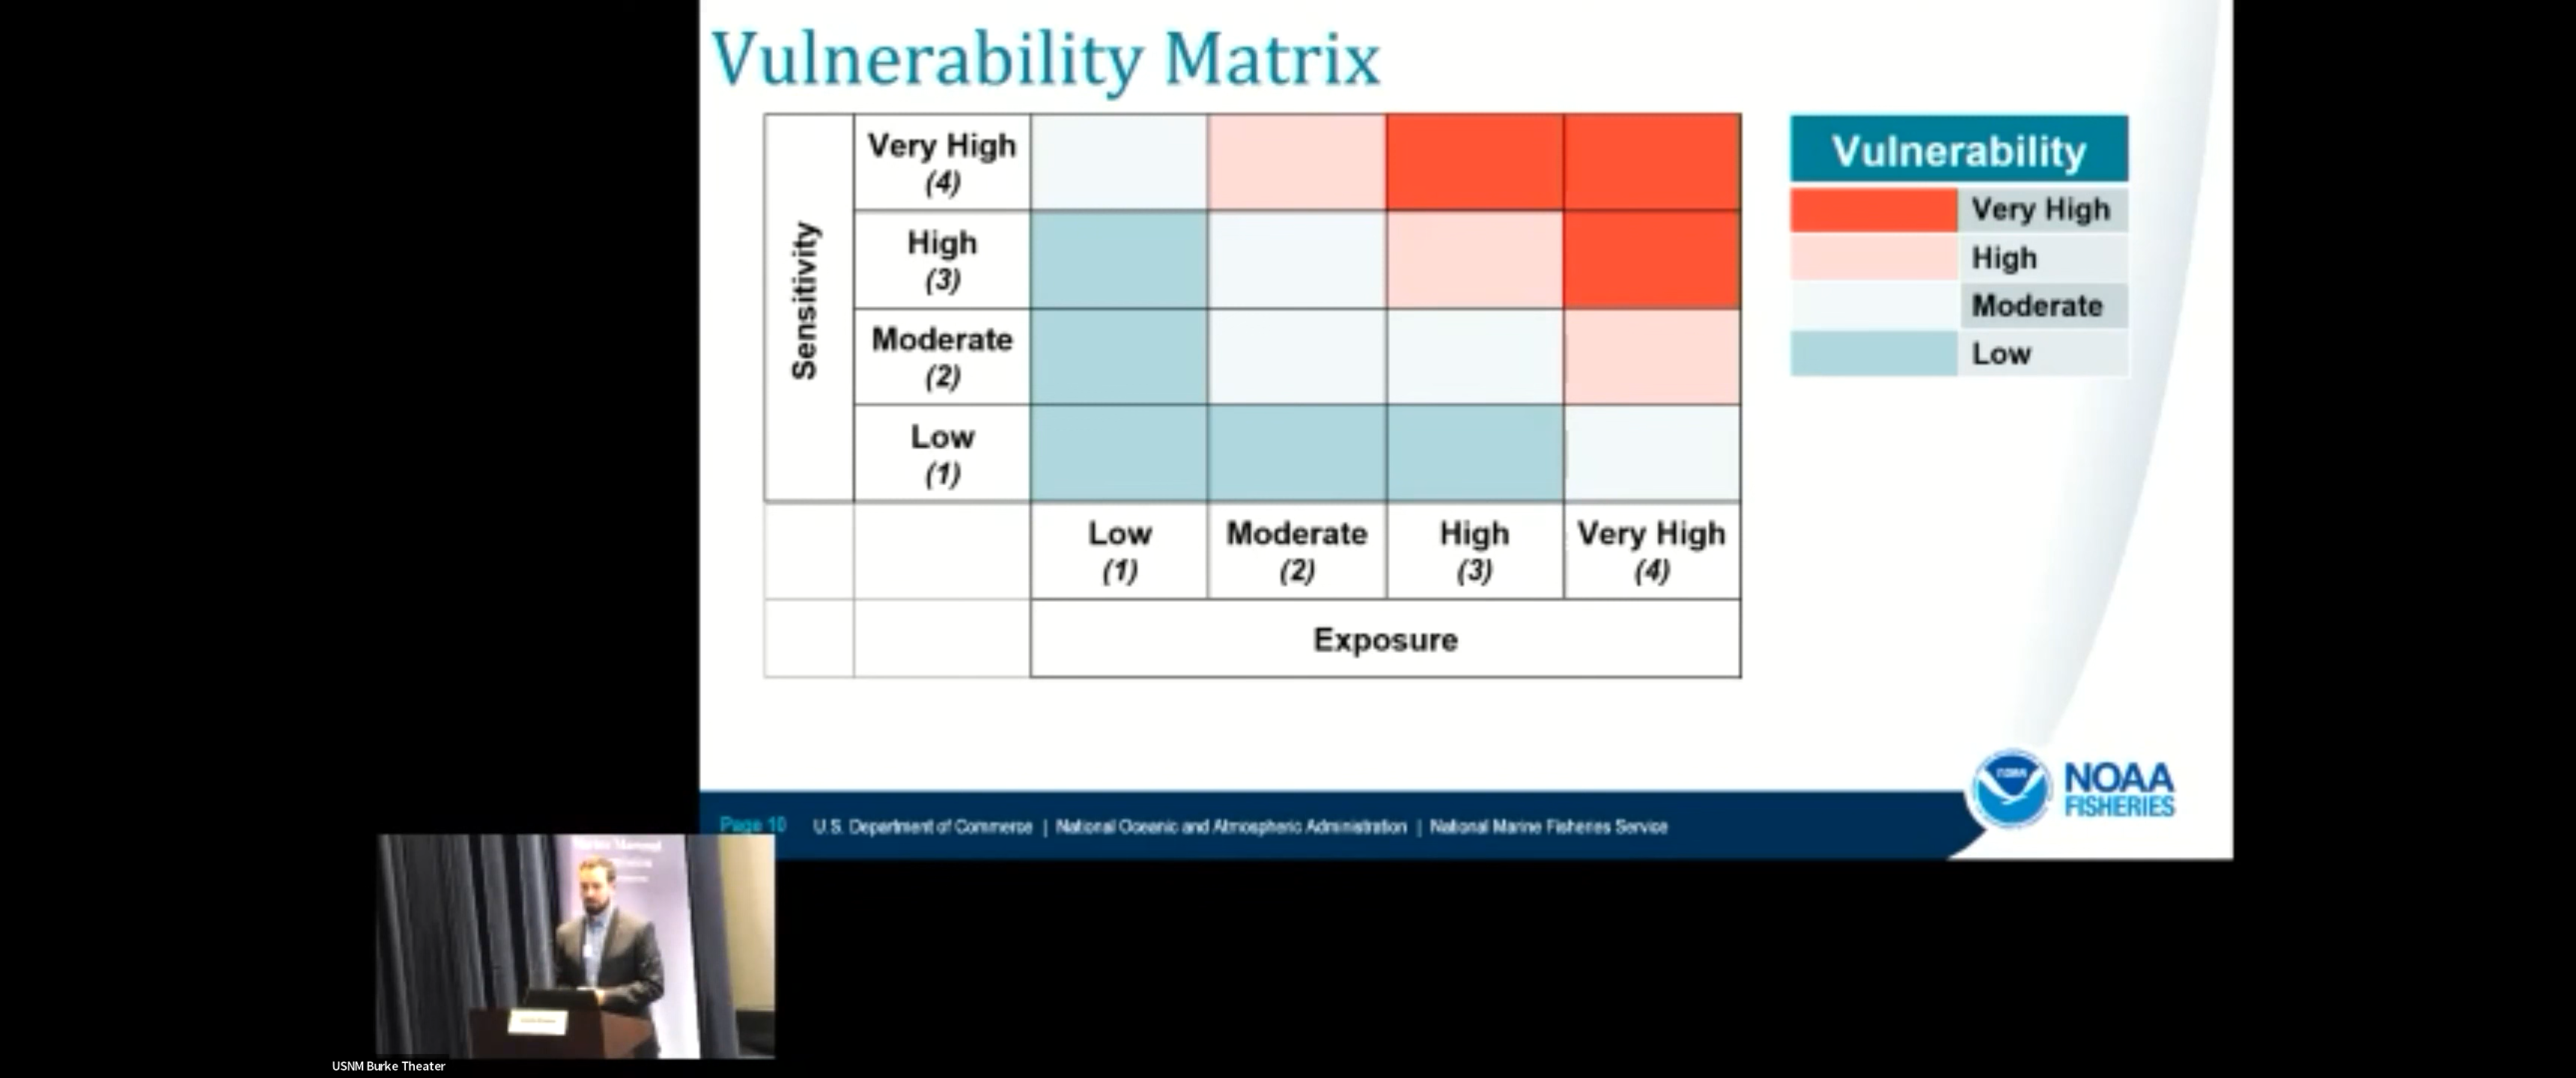 Vulnerability Matrix
Sensitivity
Very High
(4)
High
(3)
Moderate
(2)
Low
(1)
Low
(1)
Moderate
(2)
High
(3)
Very High
(4)
Exposure
Vulnerability
Very High
High
Moderate
Low
NOAA
FISHERIES
Page 10 U.S. Department of Commerce | National Oceanic and Atmospheric Administration | National Marine Fisheries Service
USNM Burke Theater